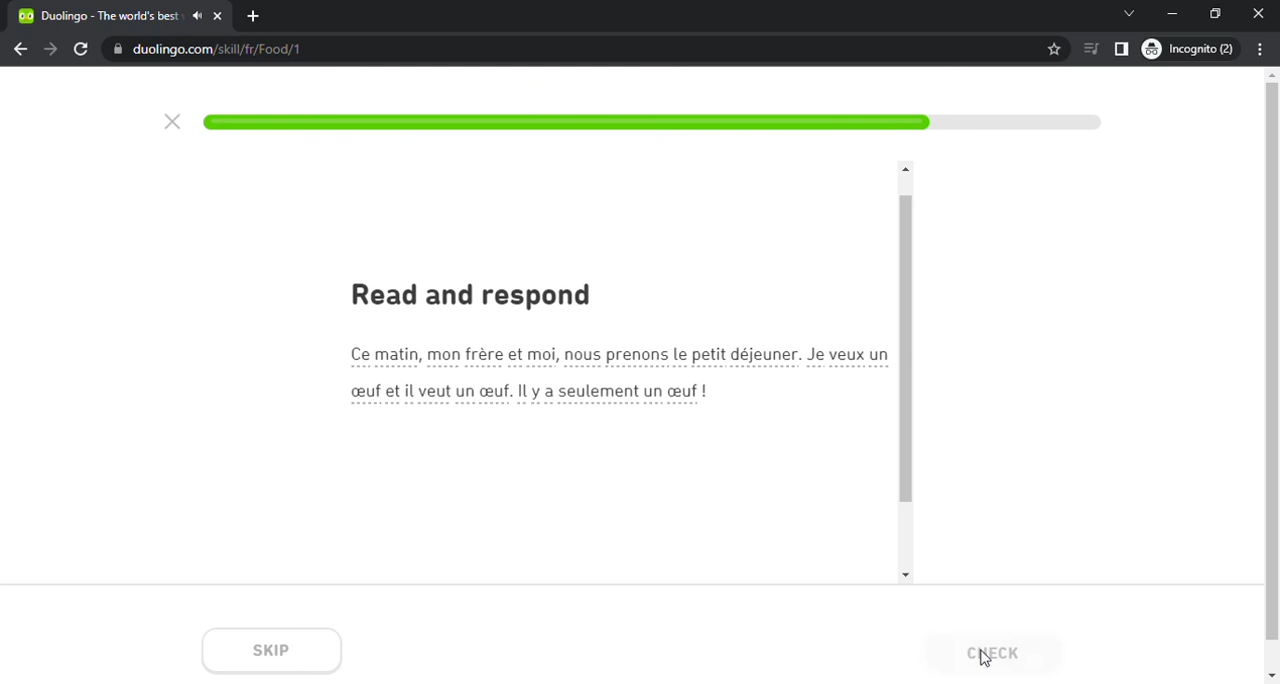 Duolingo - The world's best
duolingo.com/skill/fr/Food/1
Incognito (2)
Read and respond
Ce matin, mon frère et moi, nous prenons le petit déjeuner. Je veux un
œuf et il veut un œuf. Il y a seulement un œuf !
SKIP
CHECK